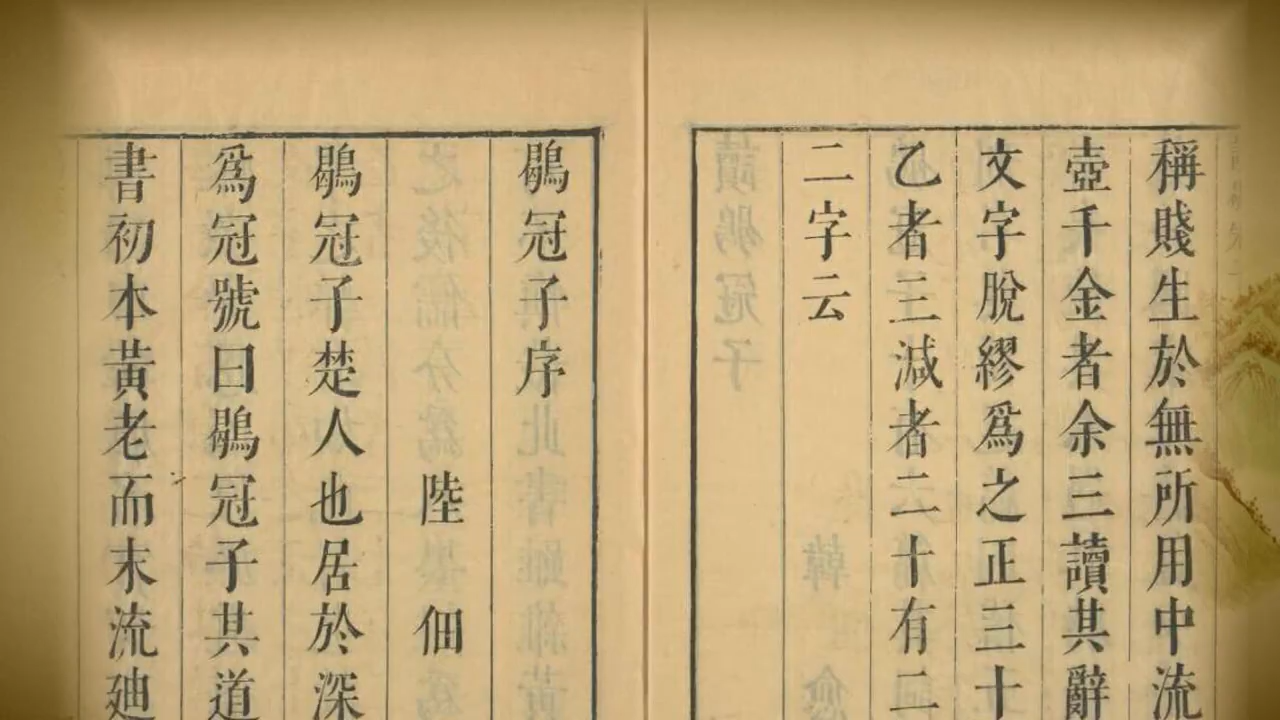 稱賤生於無所用中流
壺千金者余三讀其辭
文字脫繆爲之正三十
乙者三減者二十有二
二字云
鶡冠子序
陸佃
鶡冠子楚人也居於深
爲冠號曰鶡冠子其道
書初本黃老而末流廸